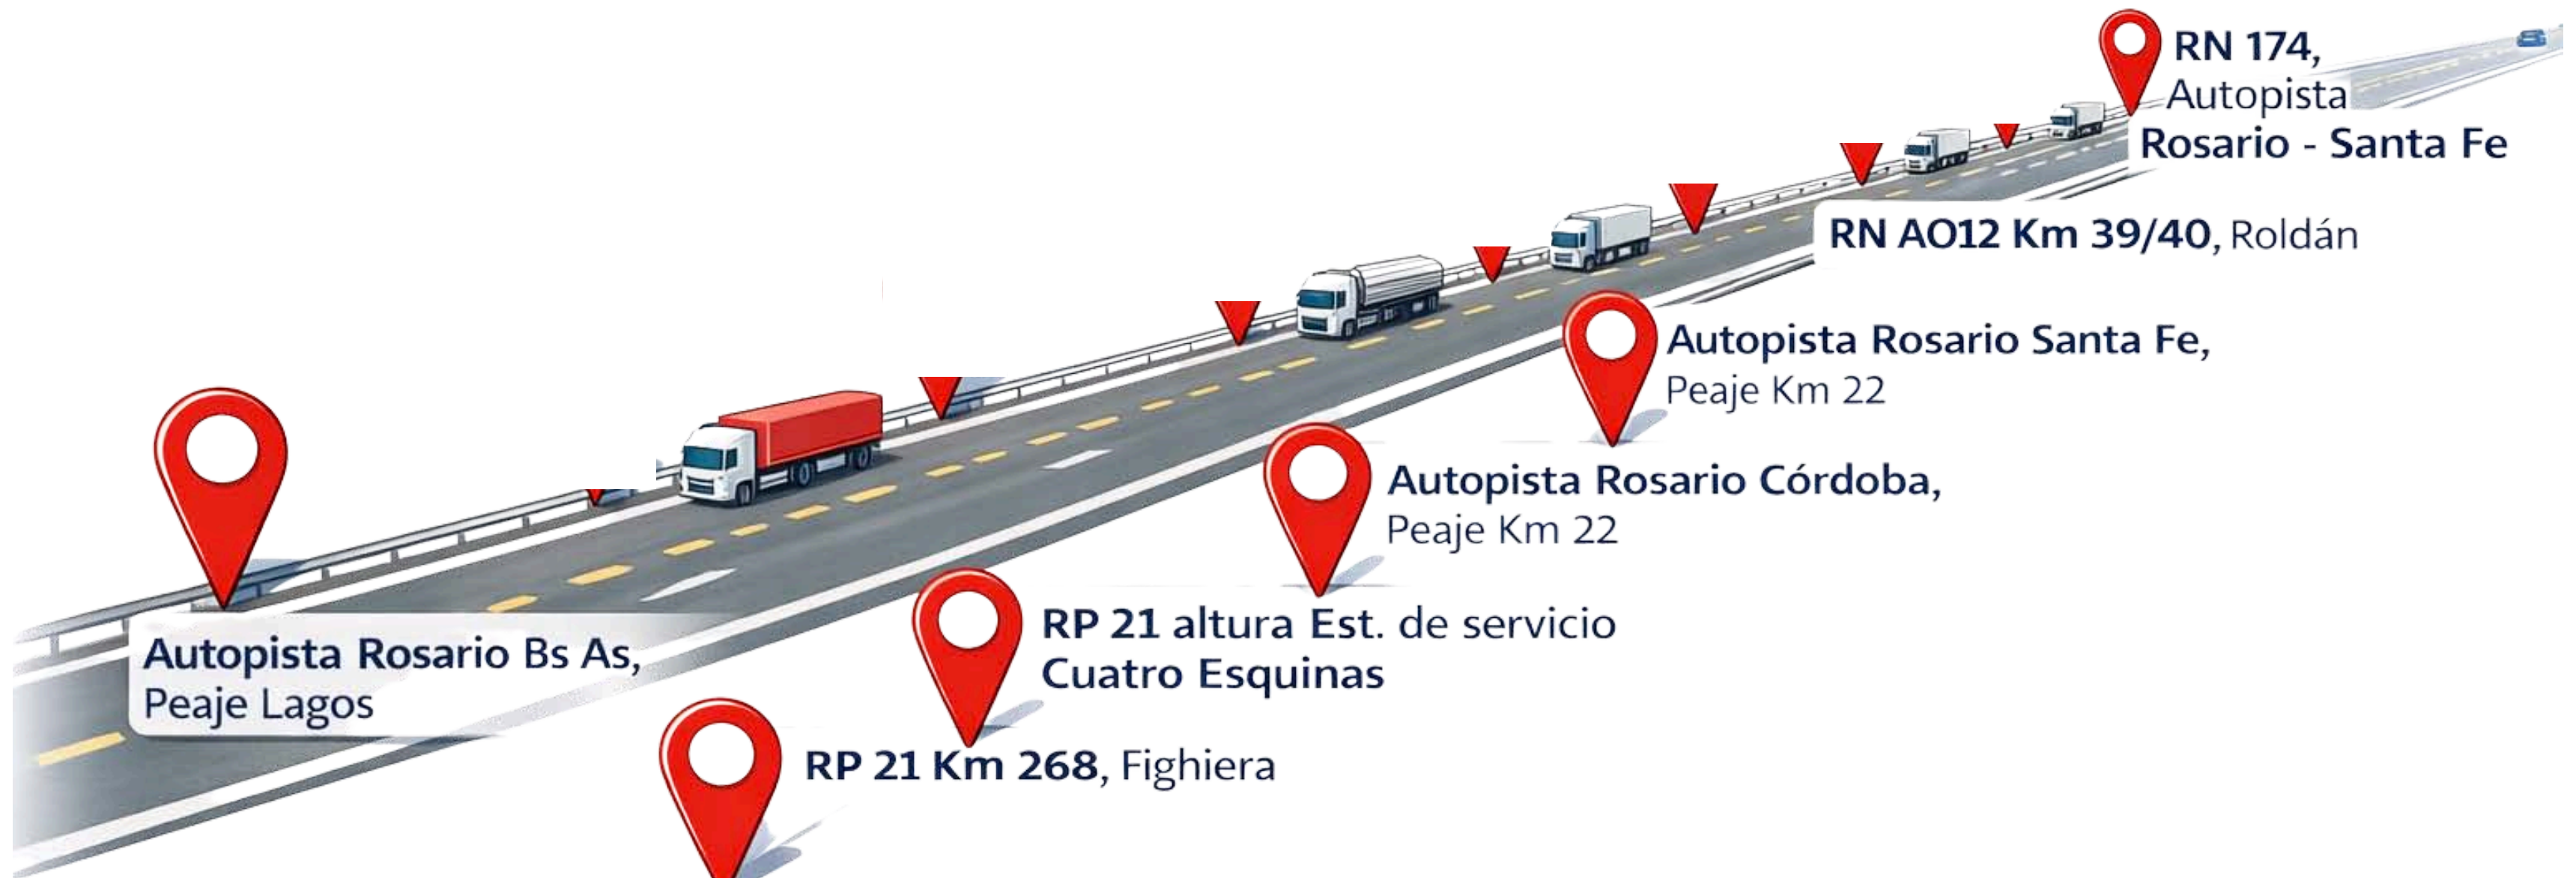 RN 174,
Autopista
Rosario - Santa Fe
RN AO12 Km 39/40, Roldán
Autopista Rosario Santa Fe,
Peaje Km 22
Autopista Rosario Córdoba,
Peaje Km 22
RP 21 altura Est. de servicio
Cuatro Esquinas
Autopista Rosario Bs As,
Peaje Lagos
RP 21 Km 268, Fighiera